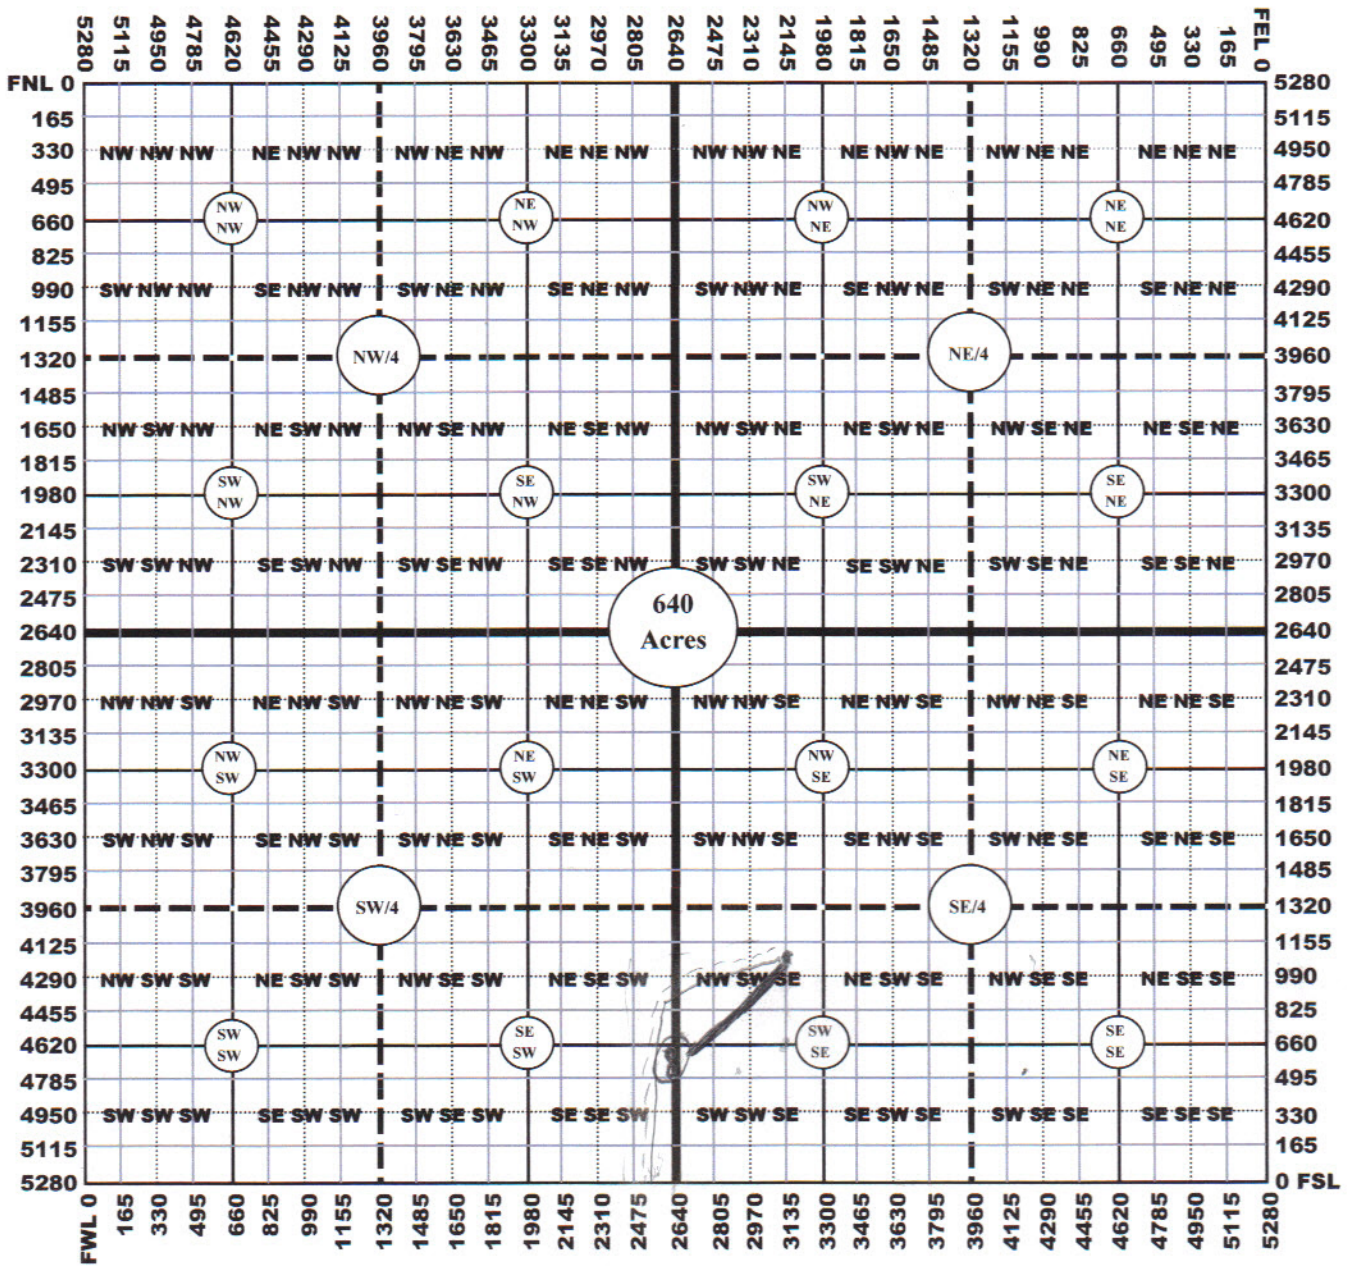 5280 5115 4950 4785 4620 4455 4290 4125 3960 3795 3630 3465 3300 3135 2970 2805 2640 2475 2310 2145 1980 1815 1650 1485 1320 1155 990 825 660 495 330 165 FEL 0
FNL 0 5280
165 5115
330 NW NW NW NE NW NW NW NE NW NE NE NW NW NW NE NE NW NE NW NE NE NE NE NE 4950
495 4785
NW NE NW NE
660 4620
NW NW NE NE
825 4455
990 SW NW NW SE NW NW SW NE NW SE NE NW SW NW NE SE NW NE SW NE NE SE NE NE 4290
1155 4125
1320 NW/4 NE/4 3960
1485 3795
1650 NW SW NW NE SW NW NW SE NW NE SE NW NW SW NE NE SW NE NW SE NE NE SE NE 3630
1815 3465
SW SE SW SE
1980 3300
NW NW NE NE
2145 3135
2310 SW SW NW SE SW NW SW SE NW SE SE NW SW SW NE SE SW NE SW SE NE SE SE NE 2970
2475 640 2805
2640 Acres 2640
2805 2475
2970 NW NW SW NE NW SW NW NE SW NE NE SW NW NW SE NE NW SE NW NE SE NE NE SE 2310
3135 2145
NW NE NW NE
3300 1980
SW SW SE SE
3465 1815
3630 SW NW SW SE NW SW SW NE SW SE NE SW SW NW SE SE NW SE SW NE SE SE NE SE 1650
3795 1485
3960 SW/4 SE/4 1320
4125 1155
4290 NW SW SW NE SW SW NW SE SW NE SE SW NW SW SE NE SW SE NW SE SE NE SE SE 990
4455 825
SW SE SW SE
4620 660
SW SW SE SE
4785 495
4950 SW SW SW SE SW SW SW SE SW SE SE SW SW SW SE SE SW SE SW SE SE SE SE SE 330
5115 165
5280 0 FSL
FWL 0 165 330 495 660 825 990 1155 1320 1485 1650 1815 1980 2145 2310 2475 2640 2805 2970 3135 3300 3465 3630 3795 3960 4125 4290 4455 4620 4785 4950 5115 5280